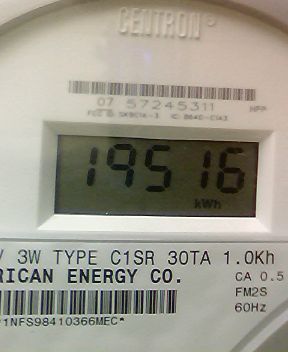 CENTRON®
07 57245311
19516
kWh
3W TYPE C1SR 30TA 1.0Kh
RICAN ENERGY CO. CA 0.5
FM2S
60Hz
*1NFS98410366MEC*